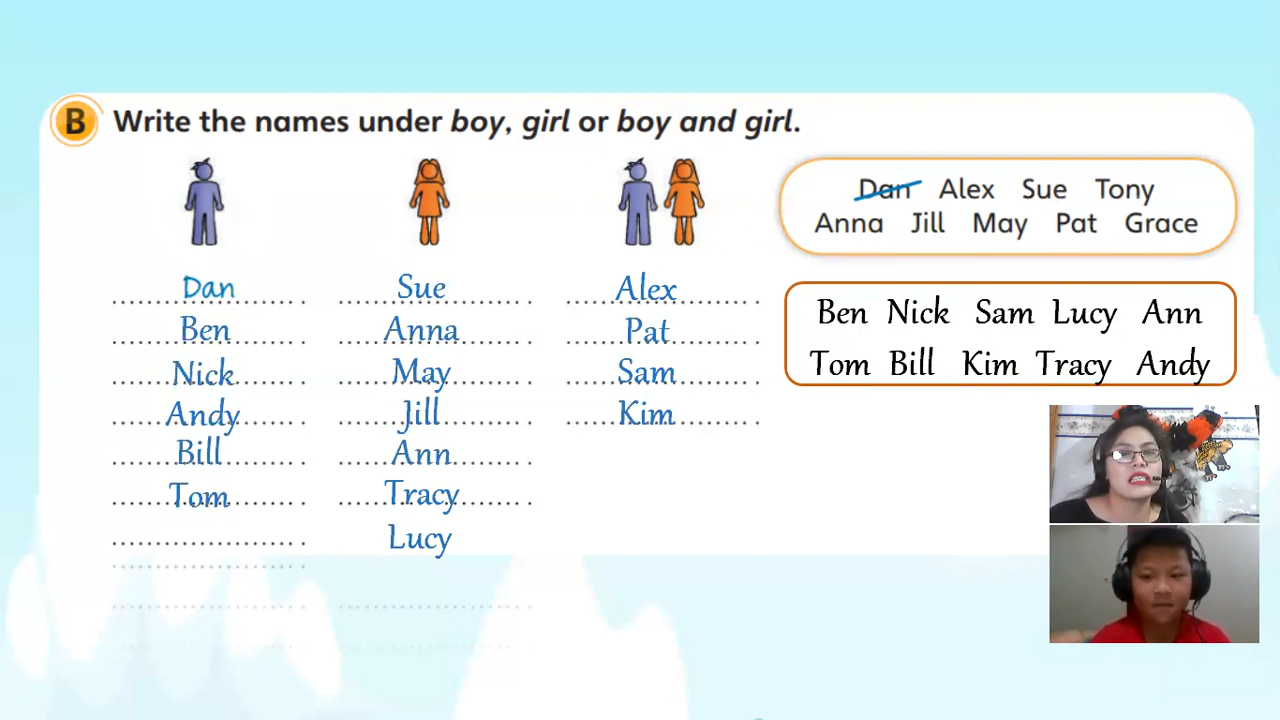 B Write the names under boy, girl or boy and girl.
Dan Alex Sue Tony
Anna Jill May Pat Grace
Ben Nick Sam Lucy Ann
Tom Bill Kim Tracy Andy
Dan Sue Alex
Ben Anna Pat
Nick May Sam
Andy Jill Kim
Bill Ann
Tom Tracy
Lucy